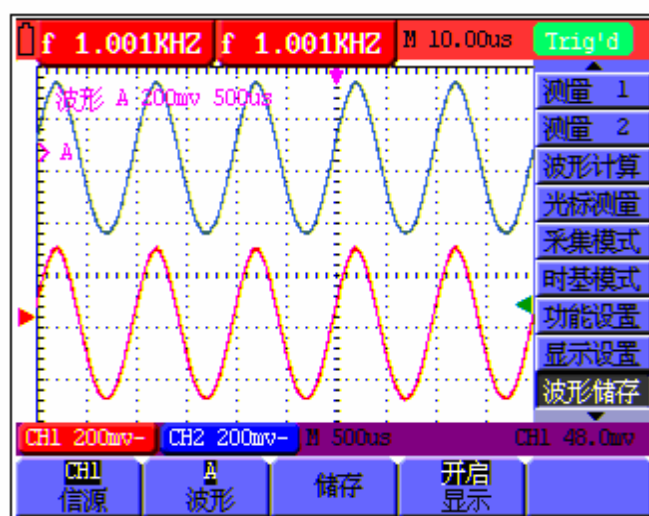 f 1.001KHZ f 1.001KHZ M 10.00us Trig'd
波形 A 200mv 500us
A
测量 1
测量 2
波形计算
光标测量
采集模式
时基模式
功能设置
显示设置
波形储存
CH1 200mv- CH2 200mv- M 500us CH1 48.0mv
CH1 A 储存 开启
信源 波形 显示